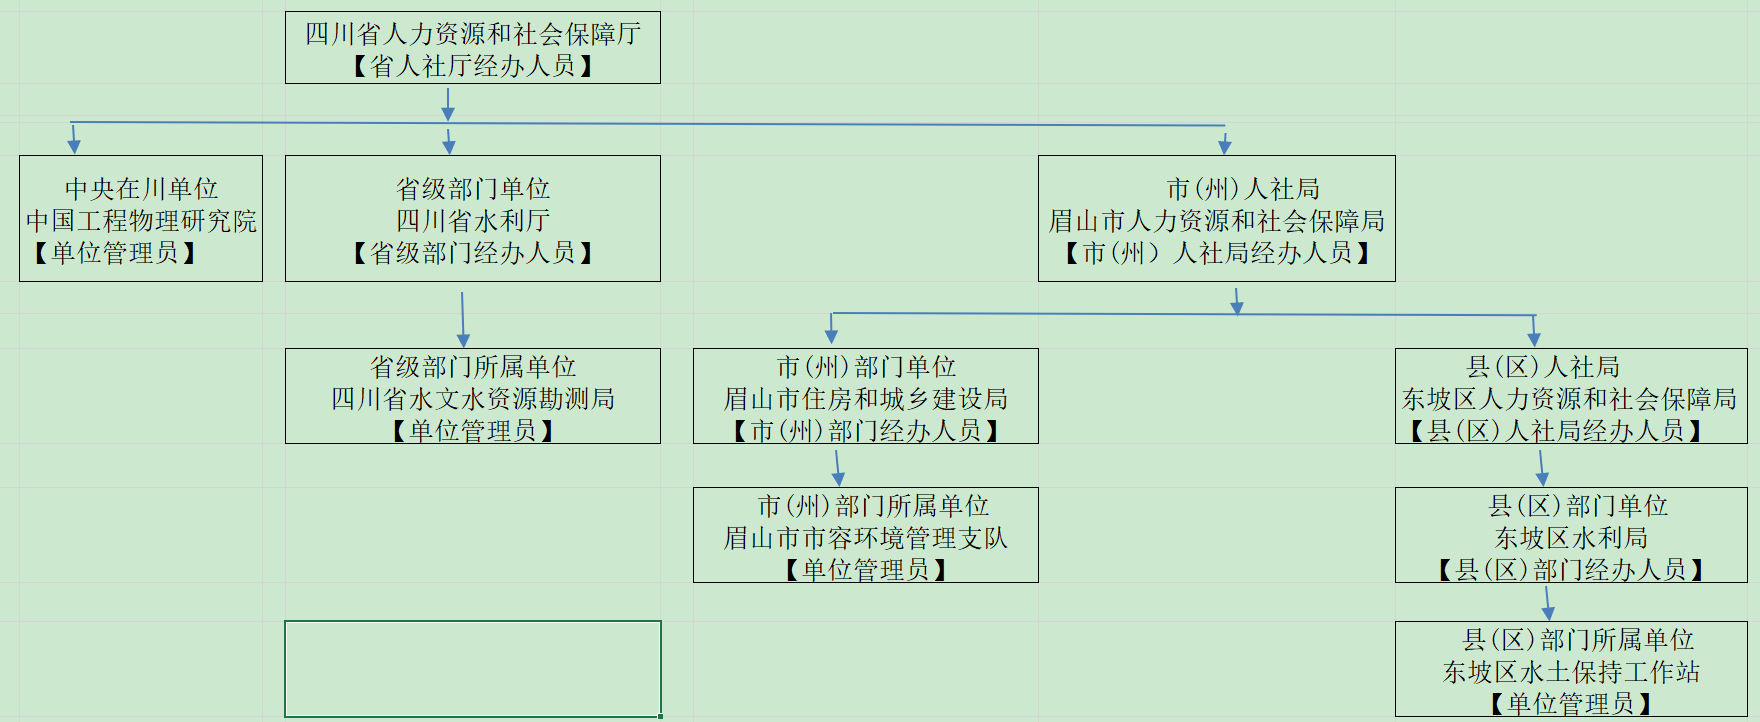 四川省人力资源和社会保障厅
【省人社厅经办人员】
中央在川单位
中国工程物理研究院
【单位管理员】
省级部门单位
四川省水利厅
【省级部门经办人员】
市(州)人社局
眉山市人力资源和社会保障局
【市(州）人社局经办人员】
省级部门所属单位
四川省水文水资源勘测局
【单位管理员】
市(州)部门单位
眉山市住房和城乡建设局
【市(州)部门经办人员】
县(区)人社局
东坡区人力资源和社会保障局
【县(区)人社局经办人员】
市(州)部门所属单位
眉山市市容环境管理支队
【单位管理员】
县(区)部门单位
东坡区水利局
【县(区)部门经办人员】
县(区)部门所属单位
东坡区水土保持工作站
【单位管理员】